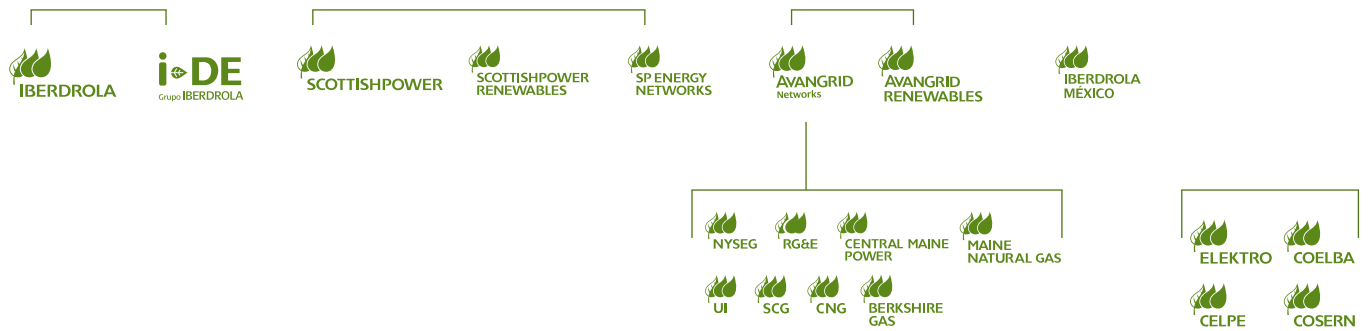 IBERDROLA
i DE
Grupo IBERDROLA
SCOTTISHPOWER
SCOTTISHPOWER
RENEWABLES
SP ENERGY
NETWORKS
AVANGRID
Networks
AVANGRID
RENEWABLES
IBERDROLA
MÉXICO
NYSEG
RG&E
CENTRAL MAINE
POWER
MAINE
NATURAL GAS
UI
SCG
CNG
BERKSHIRE
GAS
ELEKTRO
COELBA
CELPE
COSERN